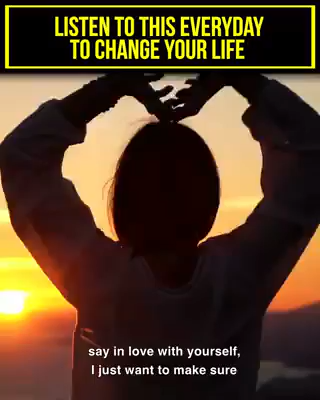 LISTEN TO THIS EVERYDAY
TO CHANGE YOUR LIFE
say in love with yourself,
I just want to make sure